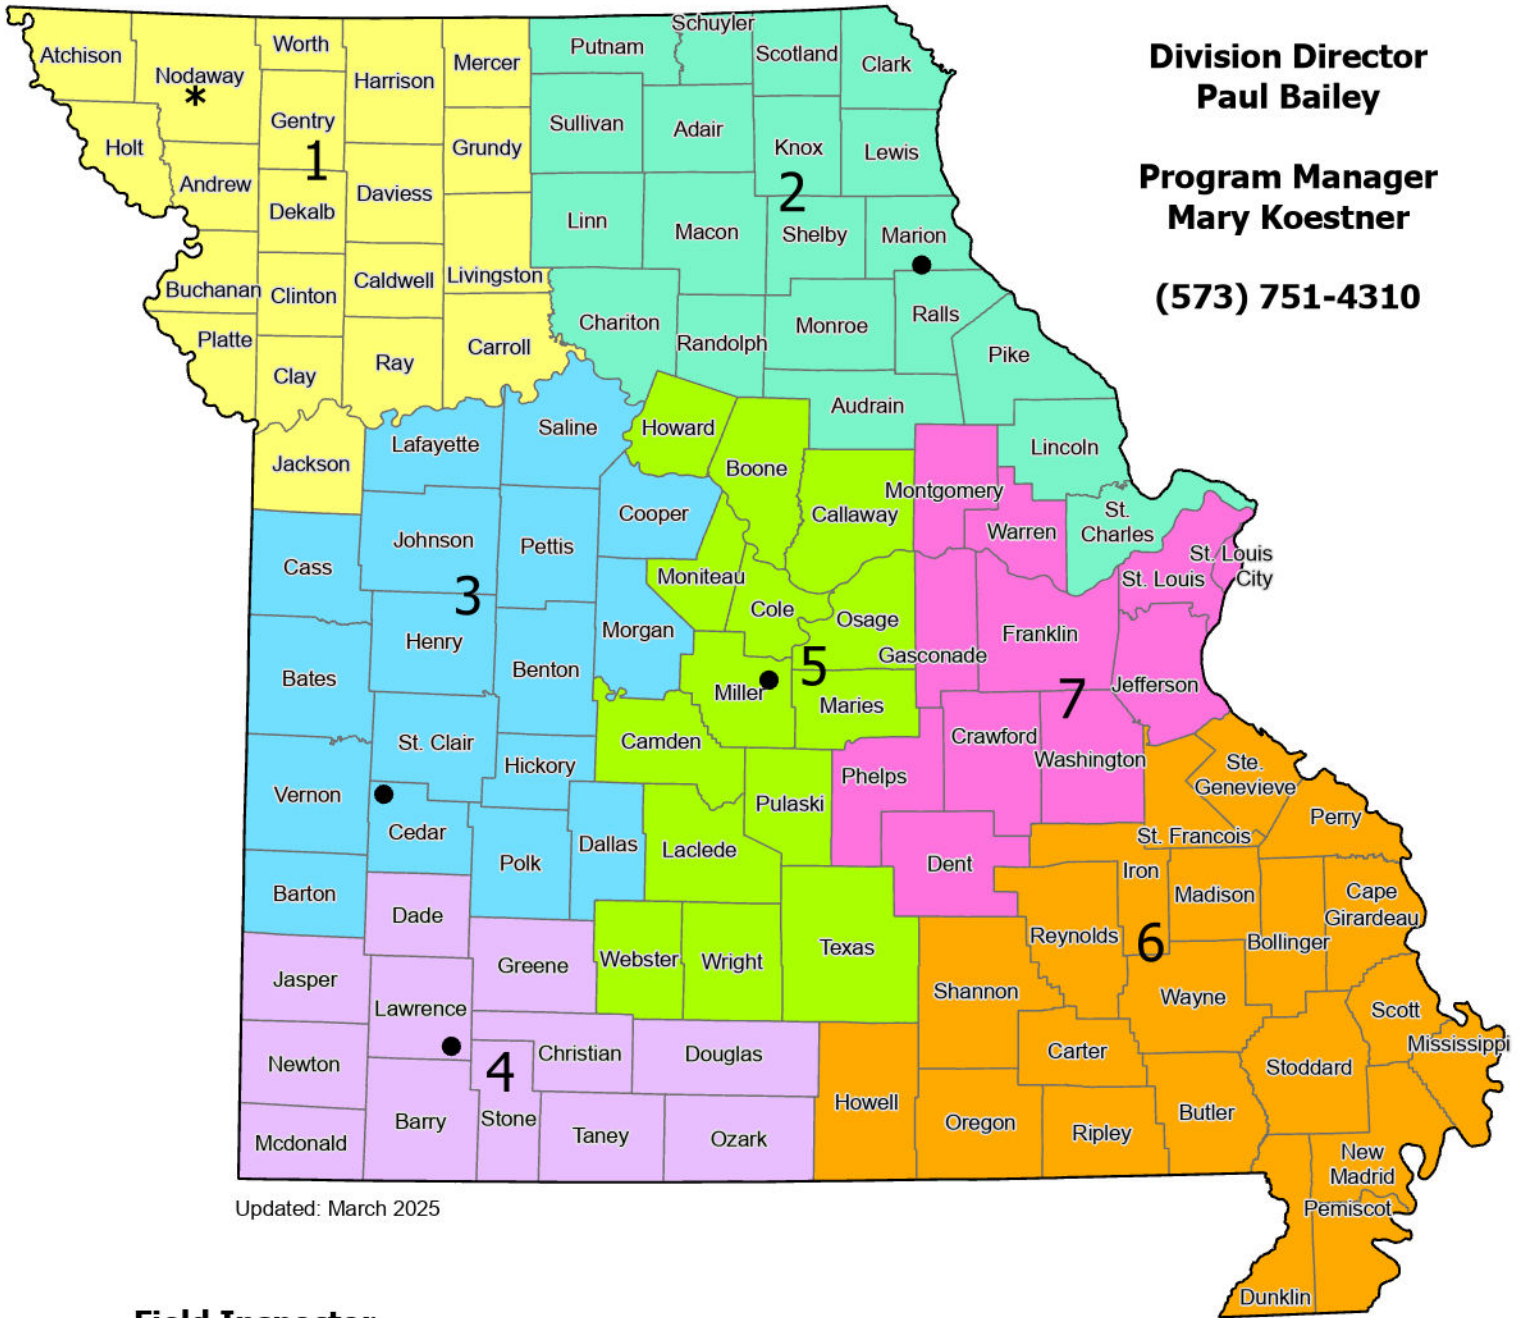 Division Director
Paul Bailey
Program Manager
Mary Koestner
(573) 751-4310
Atchison
Nodaway
*
Worth
Harrison
Mercer
Putnam
Schuyler
Scotland
Clark
Holt
Gentry
1
Grundy
Sullivan
Adair
Knox
Lewis
Andrew
Dekalb
Daviess
2
Linn
Macon
Shelby
Marion
Buchanan
Clinton
Caldwell
Livingston
Chariton
Randolph
Monroe
Ralls
Pike
Platte
Clay
Ray
Carroll
Audrain
Jackson
Lafayette
Saline
Howard
Boone
Callaway
Montgomery
Lincoln
Warren
St.
Charles
St. Louis
City
St. Louis
Cass
Johnson
Pettis
Cooper
Moniteau
3
Cole
Osage
Gasconade
Franklin
Jefferson
Bates
Henry
Benton
Morgan
Miller
5
Maries
7
St. Clair
Hickory
Camden
Pulaski
Phelps
Crawford
Washington
Ste.
Genevieve
Perry
Vernon
Cedar
Polk
Dallas
Laclede
Dent
St. Francois
Iron
Madison
Cape
Girardeau
Barton
Dade
Greene
Webster
Wright
Texas
Reynolds
6
Bollinger
Jasper
Lawrence
Shannon
Wayne
Scott
Mississippi
Newton
4
Christian
Douglas
Howell
Carter
Stoddard
Mcdonald
Barry
Stone
Taney
Ozark
Oregon
Ripley
Butler
New
Madrid
Pemiscot
Dunklin
Updated: March 2025
Field Inspector